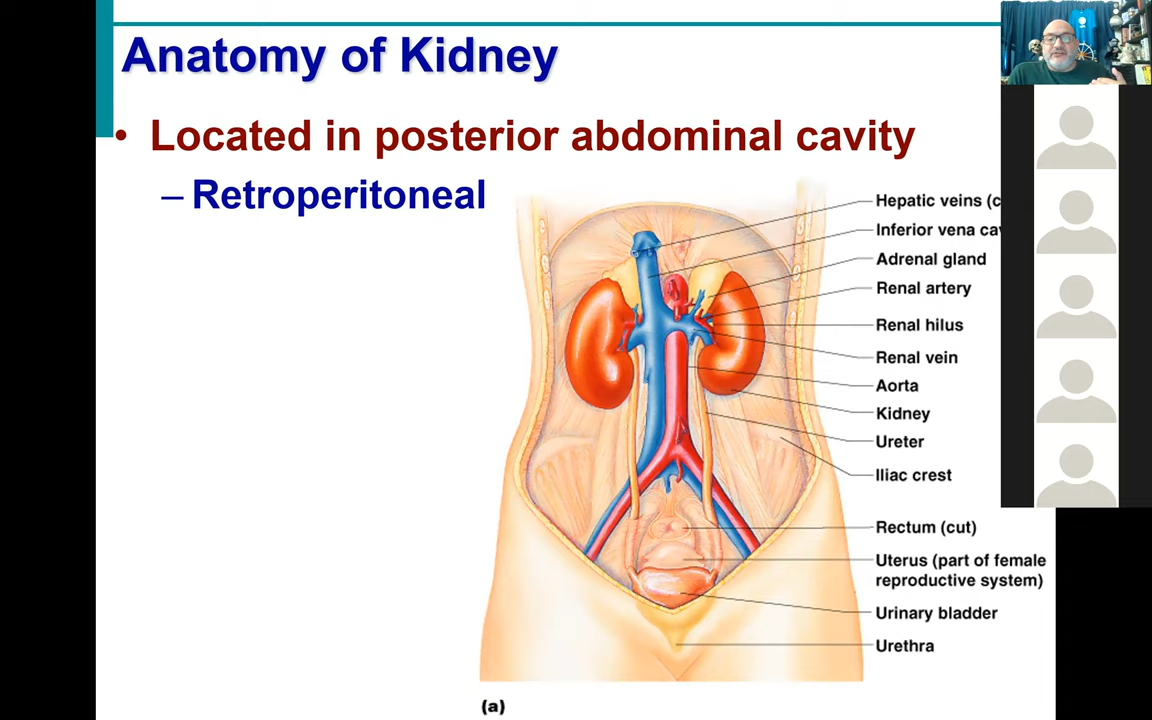 Anatomy of Kidney
• Located in posterior abdominal cavity
– Retroperitoneal
Hepatic veins (c
Inferior vena cav
Adrenal gland
Renal artery
Renal hilus
Renal vein
Aorta
Kidney
Ureter
Iliac crest
Rectum (cut)
Uterus (part of female
reproductive system)
Urinary bladder
Urethra
(a)